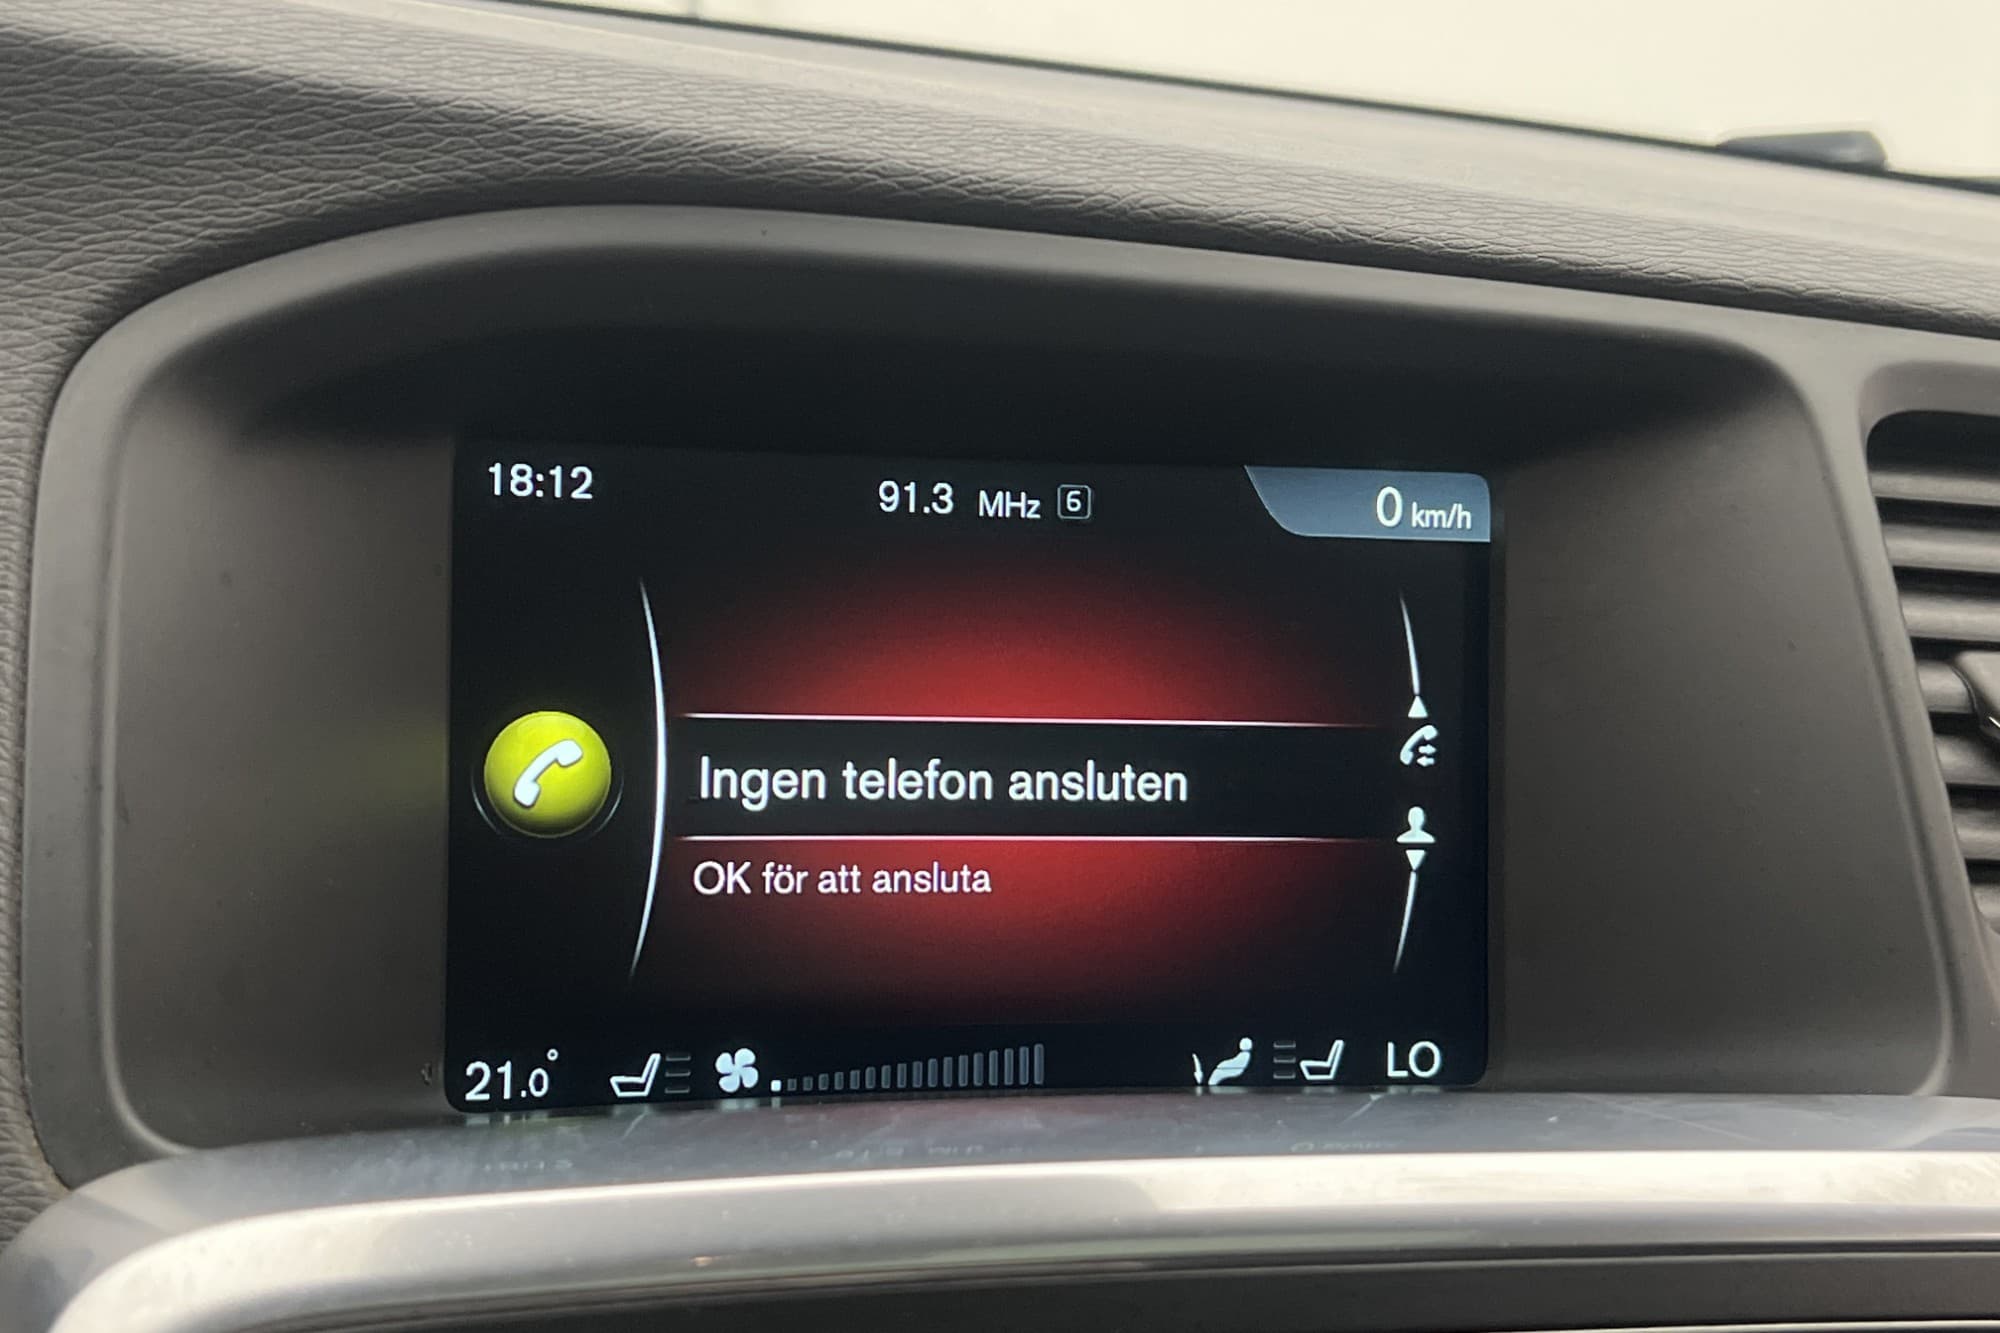 18:12
91.3 MHz 6
0 km/h
Ingen telefon ansluten
OK för att ansluta
21.0°
LO